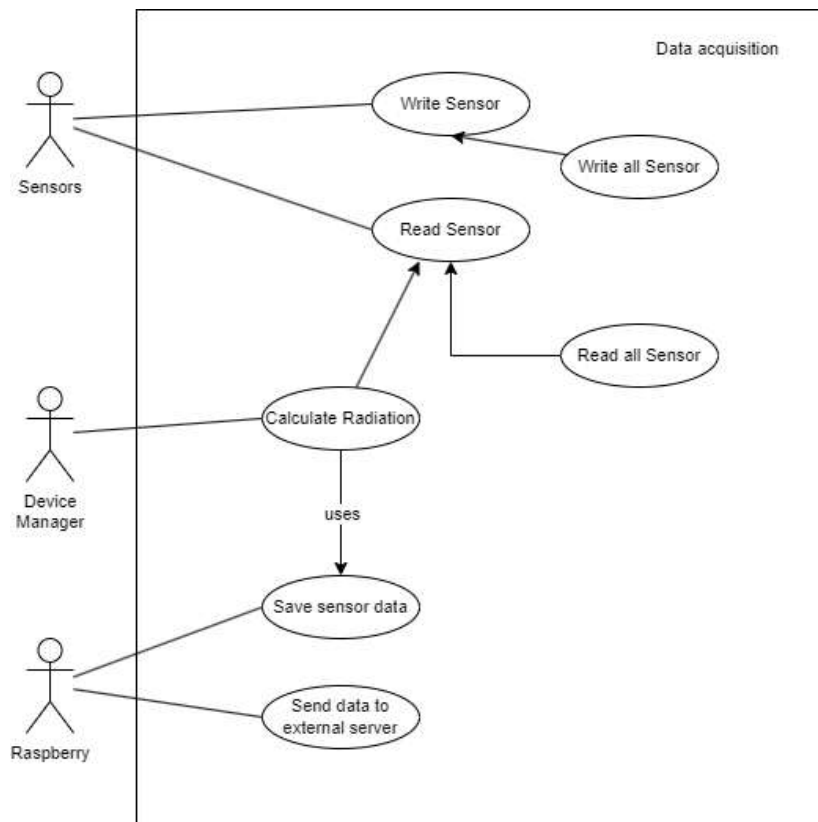 Data acquisition
Write Sensor
Write all Sensor
Sensors
Read Sensor
Read all Sensor
Calculate Radiation
Device
Manager
uses
Save sensor data
Send data to
external server
Raspberry